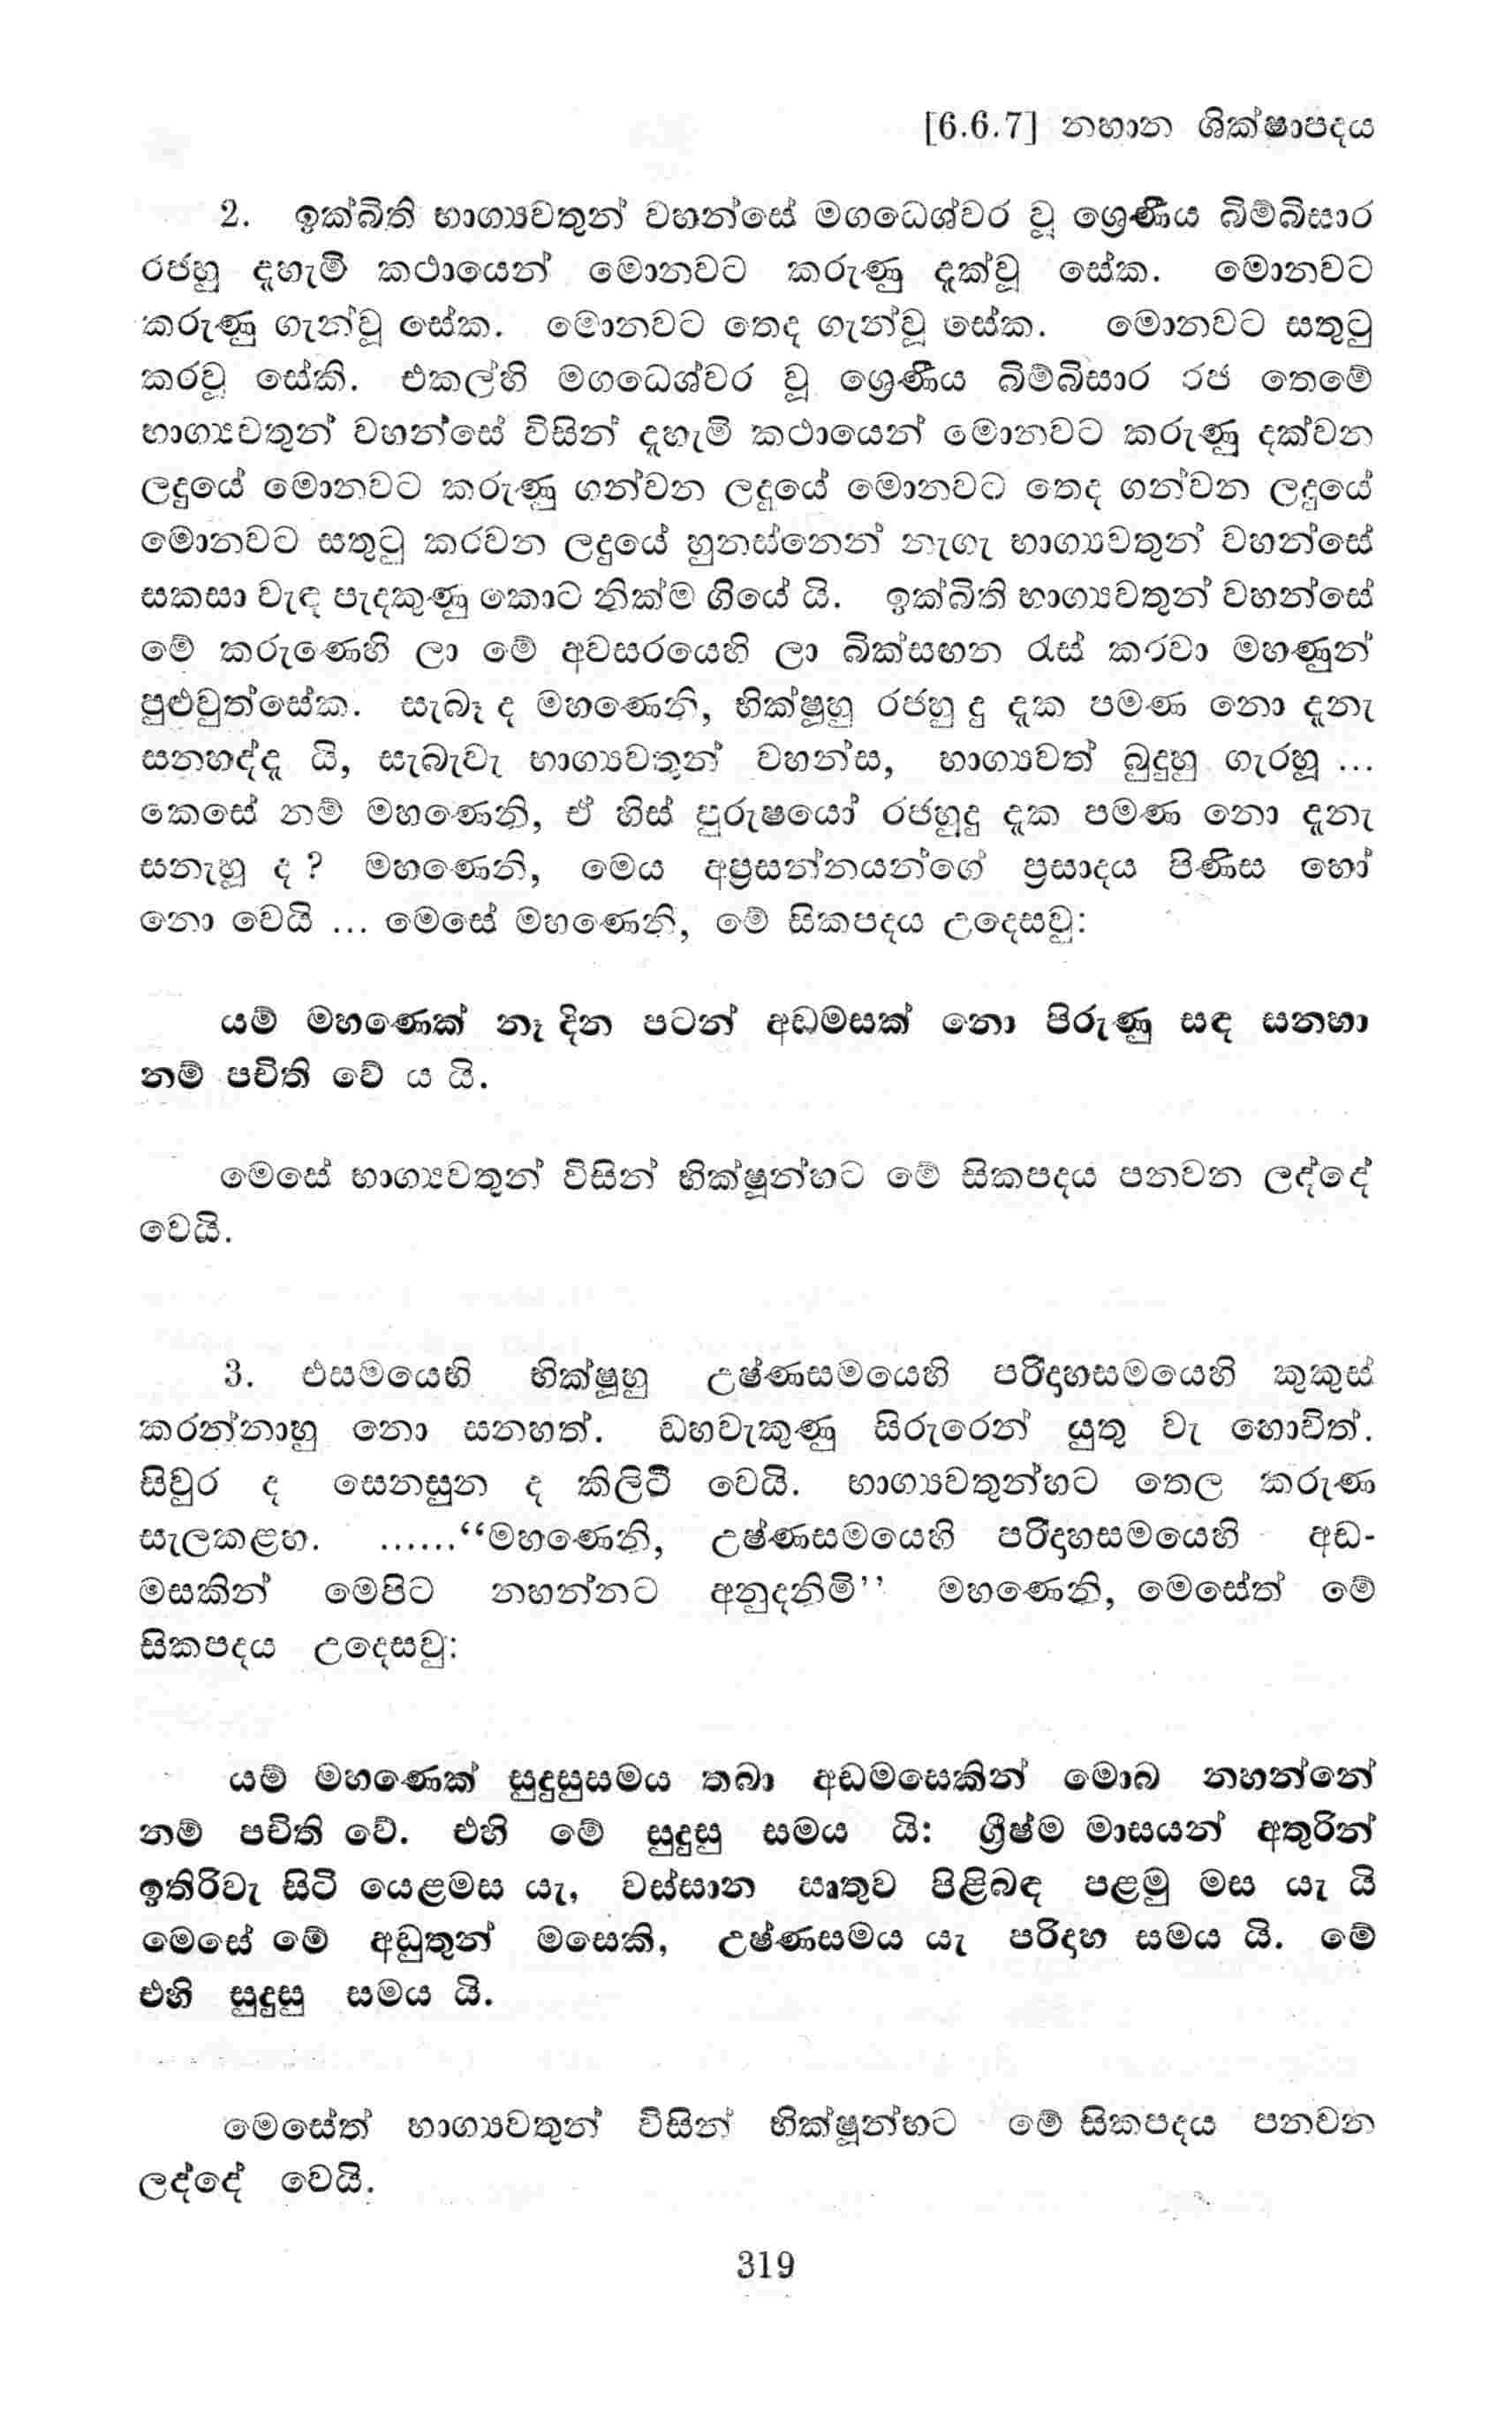 [6.6.7] නහාන ශික්ෂාපදය
2. ඉක්බිති භාග්‍යවතුන් වහන්සේ මගධෙශ්වර වූ ශ්‍රෙණීය බිම්බිසාර
රජහු දැහැමි කථායෙන් මොනවට කරුණු දැක්වූ සේක. මොනවට
කරුණු ගැන්වූ සේක. මොනවට තෙද ගැන්වූ සේක. මොනවට සතුටු
කරවූ සේකි. එකල්හි මගධෙශ්වර වූ ශ්‍රෙණීය බිම්බිසාර රජ තෙමේ
භාග්‍යවතුන් වහන්සේ විසින් දැහැමි කථායෙන් මොනවට කරුණු දක්වන
ලදුයේ මොනවට කරුණු ගන්වන ලදුයේ මොනවට තෙද ගන්වන ලදුයේ
මොනවට සතුටු කරවන ලදුයේ හුනස්නෙන් නැගැ භාග්‍යවතුන් වහන්සේ
සකසා වැඳ පැදකුණු කොට නික්ම ගියේ යි. ඉක්බිති භාග්‍යවතුන් වහන්සේ
මේ කරුණෙහි ලා මේ අවසරයෙහි ලා බික්සඟන රැස් කරවා මහණුන්
පුළුවුත්සේක. සැබෑ ද මහණෙනි, භික්ෂූහු රජහු දු දැක පමණ නො දැනැ
සනහද්දැ යි, සැබැවැ භාග්‍යවතුන් වහන්ස, භාග්‍යවත් බුදුහු ගැරහූ ...
කෙසේ නම් මහණෙනි, ඒ හිස් පුරුෂයෝ රජහුදු දැක පමණ නො දැනැ
සනැහූ ද ? මහණෙනි, මෙය අප්‍රසන්නයන්ගේ ප්‍රසාදය පිණිස හෝ
නො වෙයි ... මෙසේ මහණෙනි, මේ සිකපදය උදෙසවු:
යම් මහණෙක් නෑ දින පටන් අඩමසක් නො පිරුණු සඳ සනහා
නම් පචිති වේ ය යි.
මෙසේ භාග්‍යවතුන් විසින් භික්ෂූන්හට මේ සිකපදය පනවන ලද්දේ
වෙයි.
3. එසමයෙහි භික්ෂූහු උෂ්ණසමයෙහි පරිදාහසමයෙහි කුකුස්
කරන්නාහු නො සනහත්. ඩහවැකුණු සිරුරෙන් යුතු වැ හොවිත්.
සිවුර ද සෙනසුන ද කිලිටී වෙයි. භාග්‍යවතුන්හට තෙල කරුණ
සැලකළහ. ......“මහණෙනි, උෂ්ණසමයෙහි පරිදාහසමයෙහි අඩ-
මසකින් මෙපිට නහන්නට අනුදනිමි’’ මහණෙනි, මෙසේත් මේ
සිකපදය උදෙසවු:
යම් මහණෙක් සුදුසුසමය තබා අඩමසෙකින් මොබ නහන්නේ
නම් පචිති වේ. එහි මේ සුදුසු සමය යි: ග්‍රීෂ්ම මාසයන් අතුරින්
ඉතිරිවැ සිටි යෙළමස යැ, වස්සාන සෘතුව පිළිබඳ පළමු මස යැ යි
මෙසේ මේ අඩුතුන් මසෙකි, උෂ්ණසමය යැ පරිදාහ සමය යි. මේ
එහි සුදුසු සමය යි.
මෙසේත් භාග්‍යවතුන් විසින් භික්ෂූන්හට මේ සිකපදය පනවන
ලද්දේ වෙයි.
319